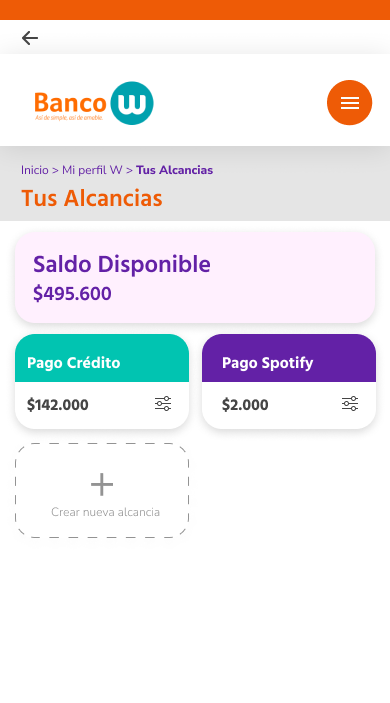 Banco W
Así de simple, así de amable
Inicio > Mi perfil W > Tus Alcancias
Tus Alcancias
Saldo Disponible
$495.600
Pago Crédito
Pago Spotify
$142.000
$2.000
Crear nueva alcancia